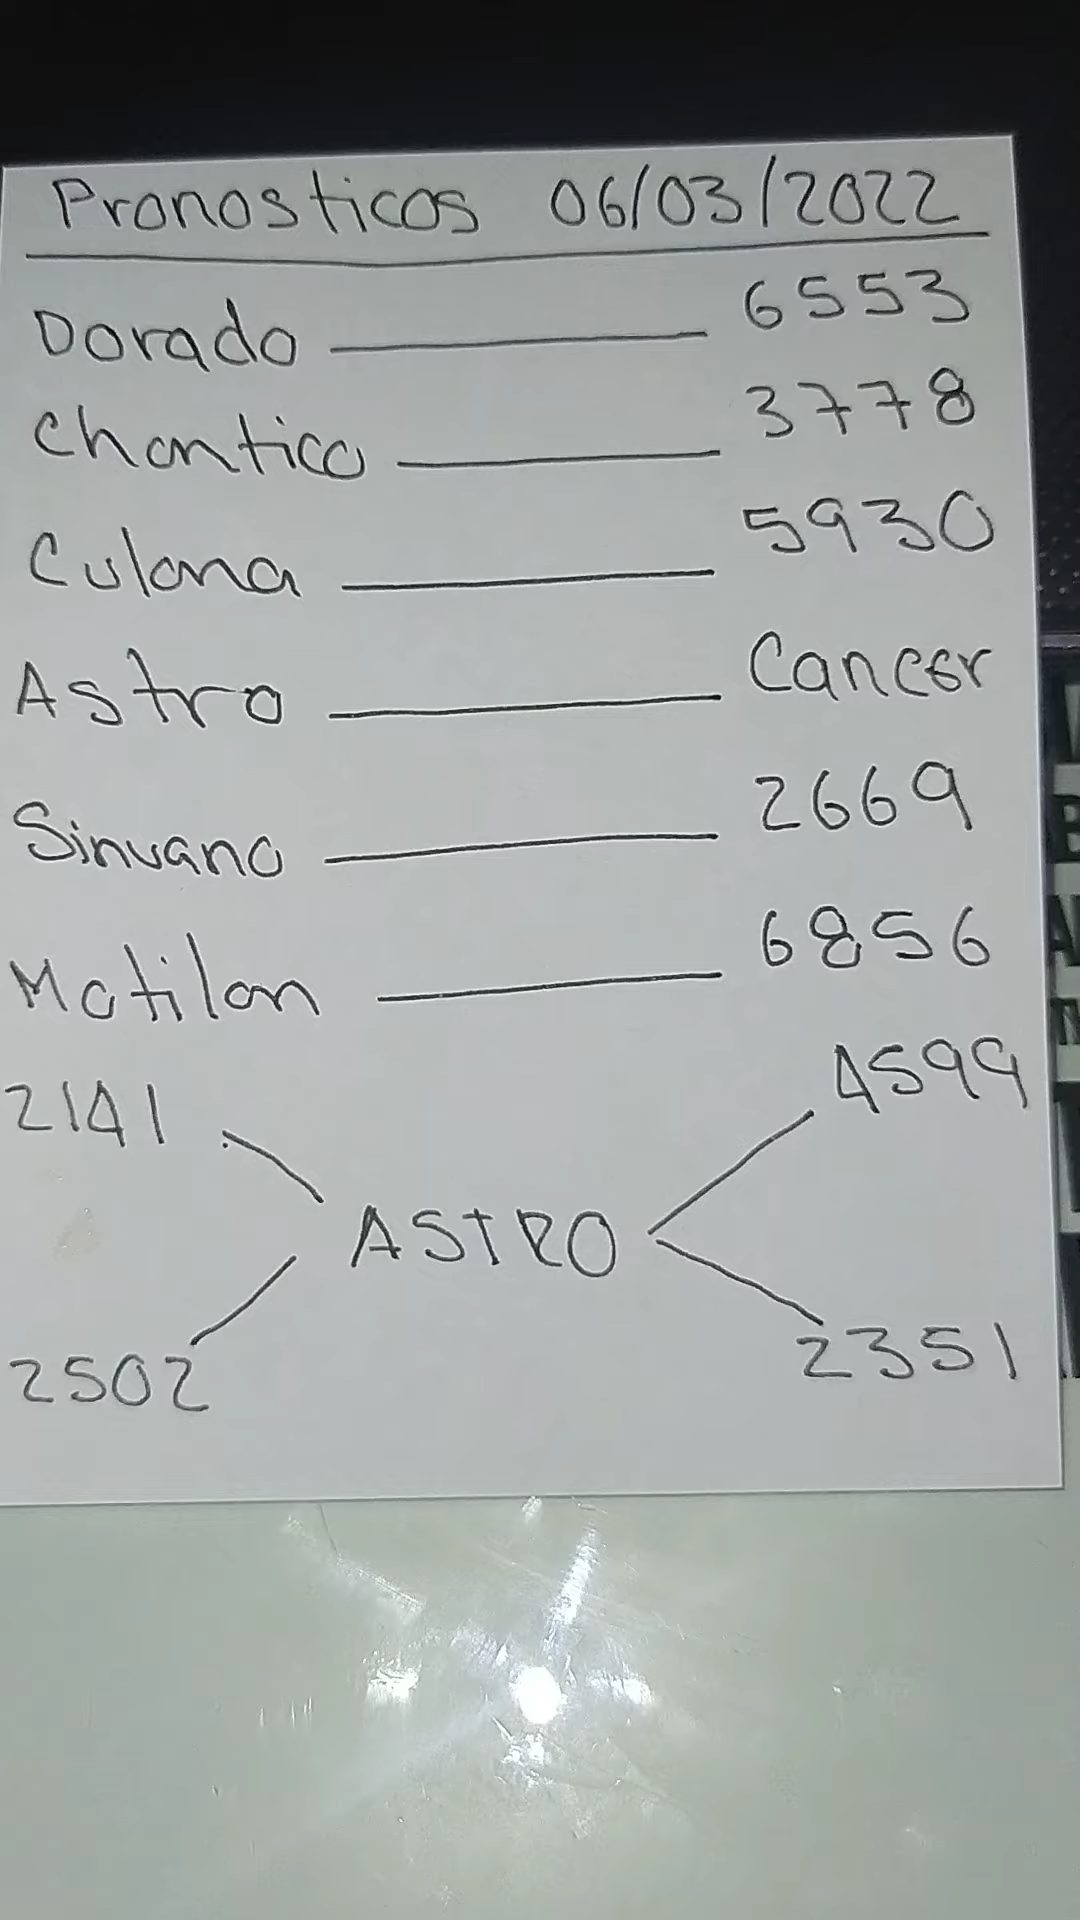 Pronosticos 06/03/2022
Dorado 6553
Chontico 3778
Culona 5930
Astro Cancer
Sinuano 2669
Motilon 6856
2141 4599
ASTRO
2502 2351